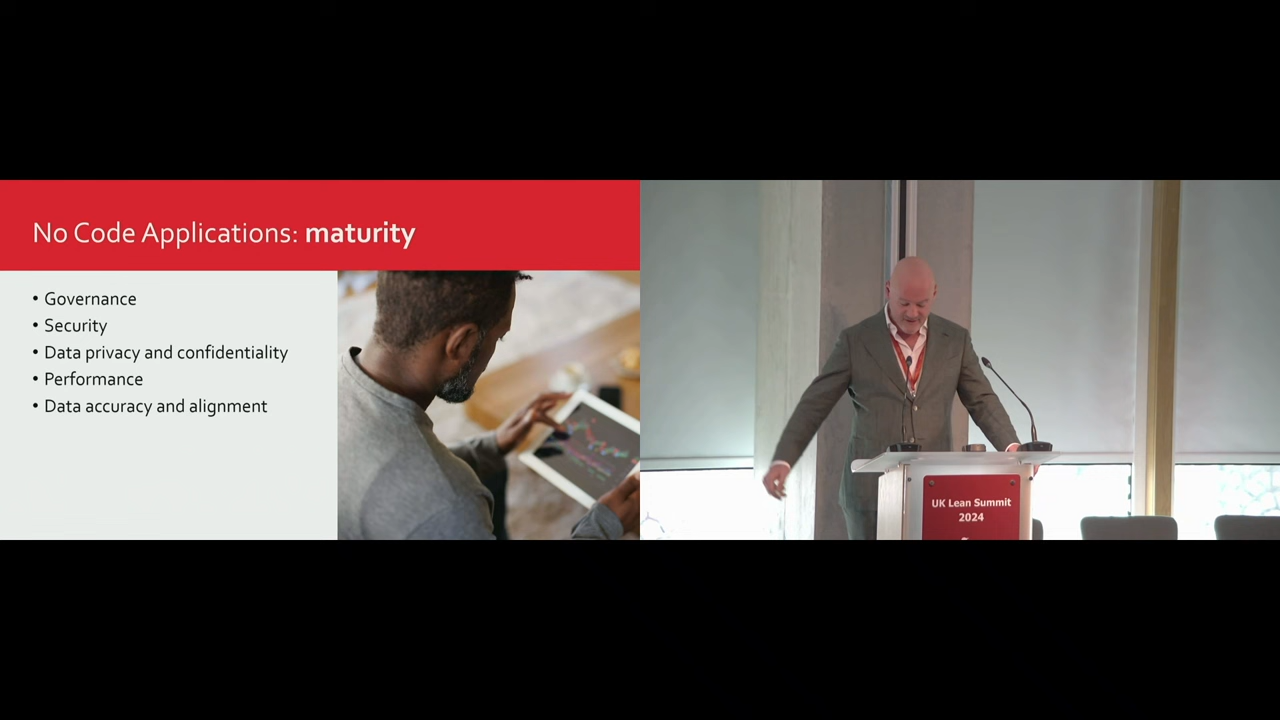 No Code Applications: maturity
• Governance
• Security
• Data privacy and confidentiality
• Performance
• Data accuracy and alignment
UK Lean Summit
2024